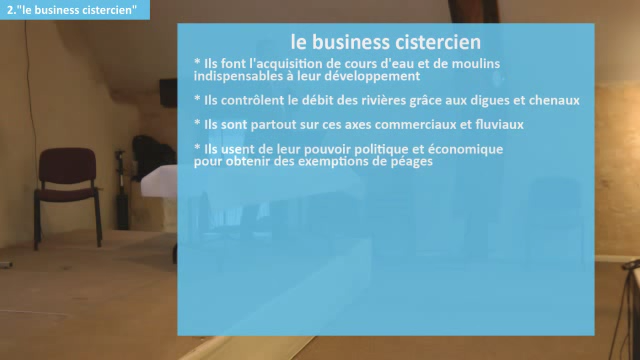 2."le business cistercien"
le business cistercien
* Ils font l'acquisition de cours d'eau et de moulins
indispensables à leur développement
* Ils contrôlent le débit des rivières grâce aux digues et chenaux
* Ils sont partout sur ces axes commerciaux et fluviaux
* Ils usent de leur pouvoir politique et économique
pour obtenir des exemptions de péages